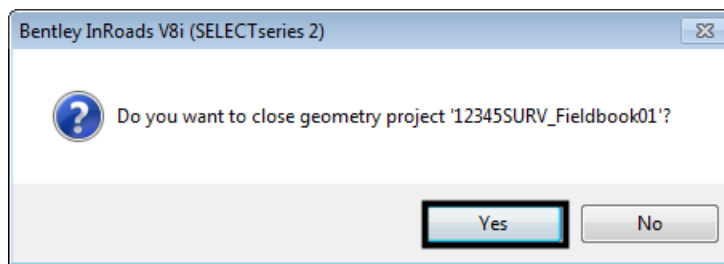 Bentley InRoads V8i (SELECTseries 2)
Do you want to close geometry project '12345SURV_Fieldbook01'?
Yes
No